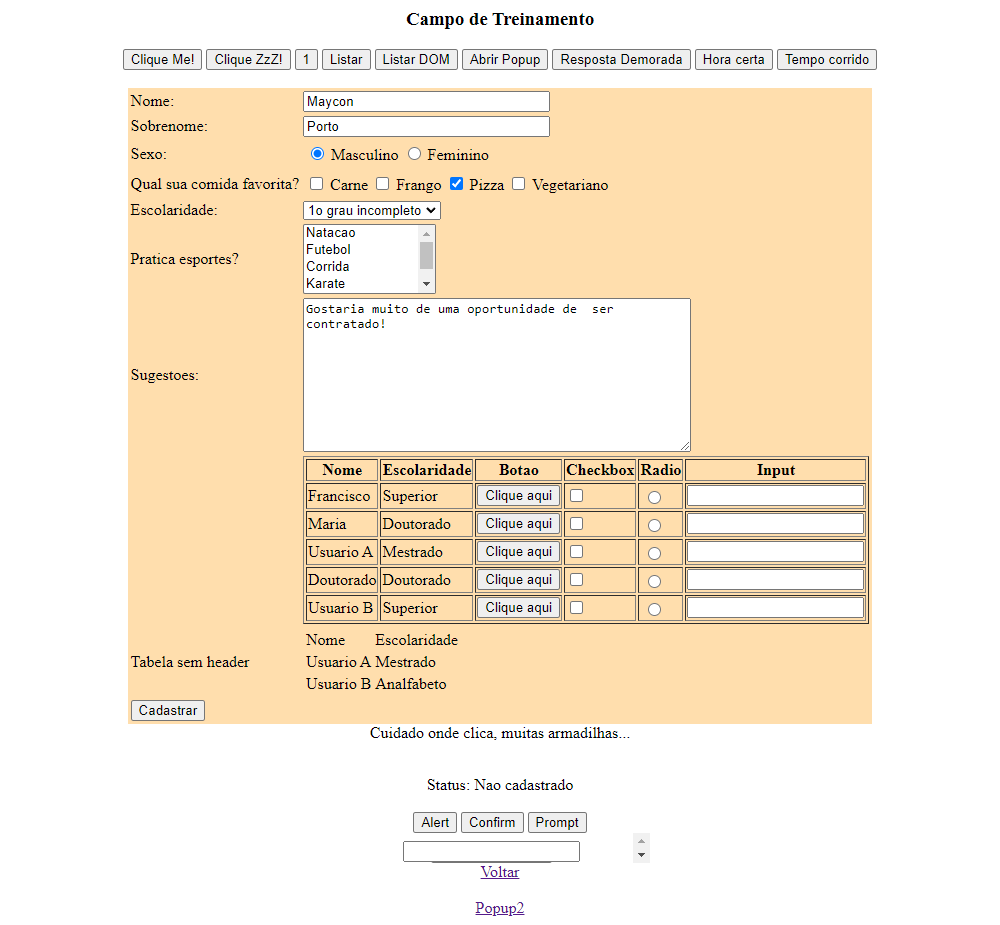 Campo de Treinamento
Clique Me! Clique ZzZ! 1 Listar Listar DOM Abrir Popup Resposta Demorada Hora certa Tempo corrido
Nome: Maycon
Sobrenome: Porto
Sexo: Masculino Feminino
Qual sua comida favorita? Carne Frango Pizza Vegetariano
Escolaridade: 1o grau incompleto
Pratica esportes?
Natacao
Futebol
Corrida
Karate
Sugestoes:
Gostaria muito de uma oportunidade de  ser
contratado!
Nome Escolaridade Botao Checkbox Radio Input
Francisco Superior Clique aqui
Maria Doutorado Clique aqui
Usuario A Mestrado Clique aqui
Doutorado Doutorado Clique aqui
Usuario B Superior Clique aqui
Tabela sem header
Nome Escolaridade
Usuario A Mestrado
Usuario B Analfabeto
Cadastrar
Cuidado onde clica, muitas armadilhas...
Status: Nao cadastrado
Alert Confirm Prompt
Voltar
Popup2